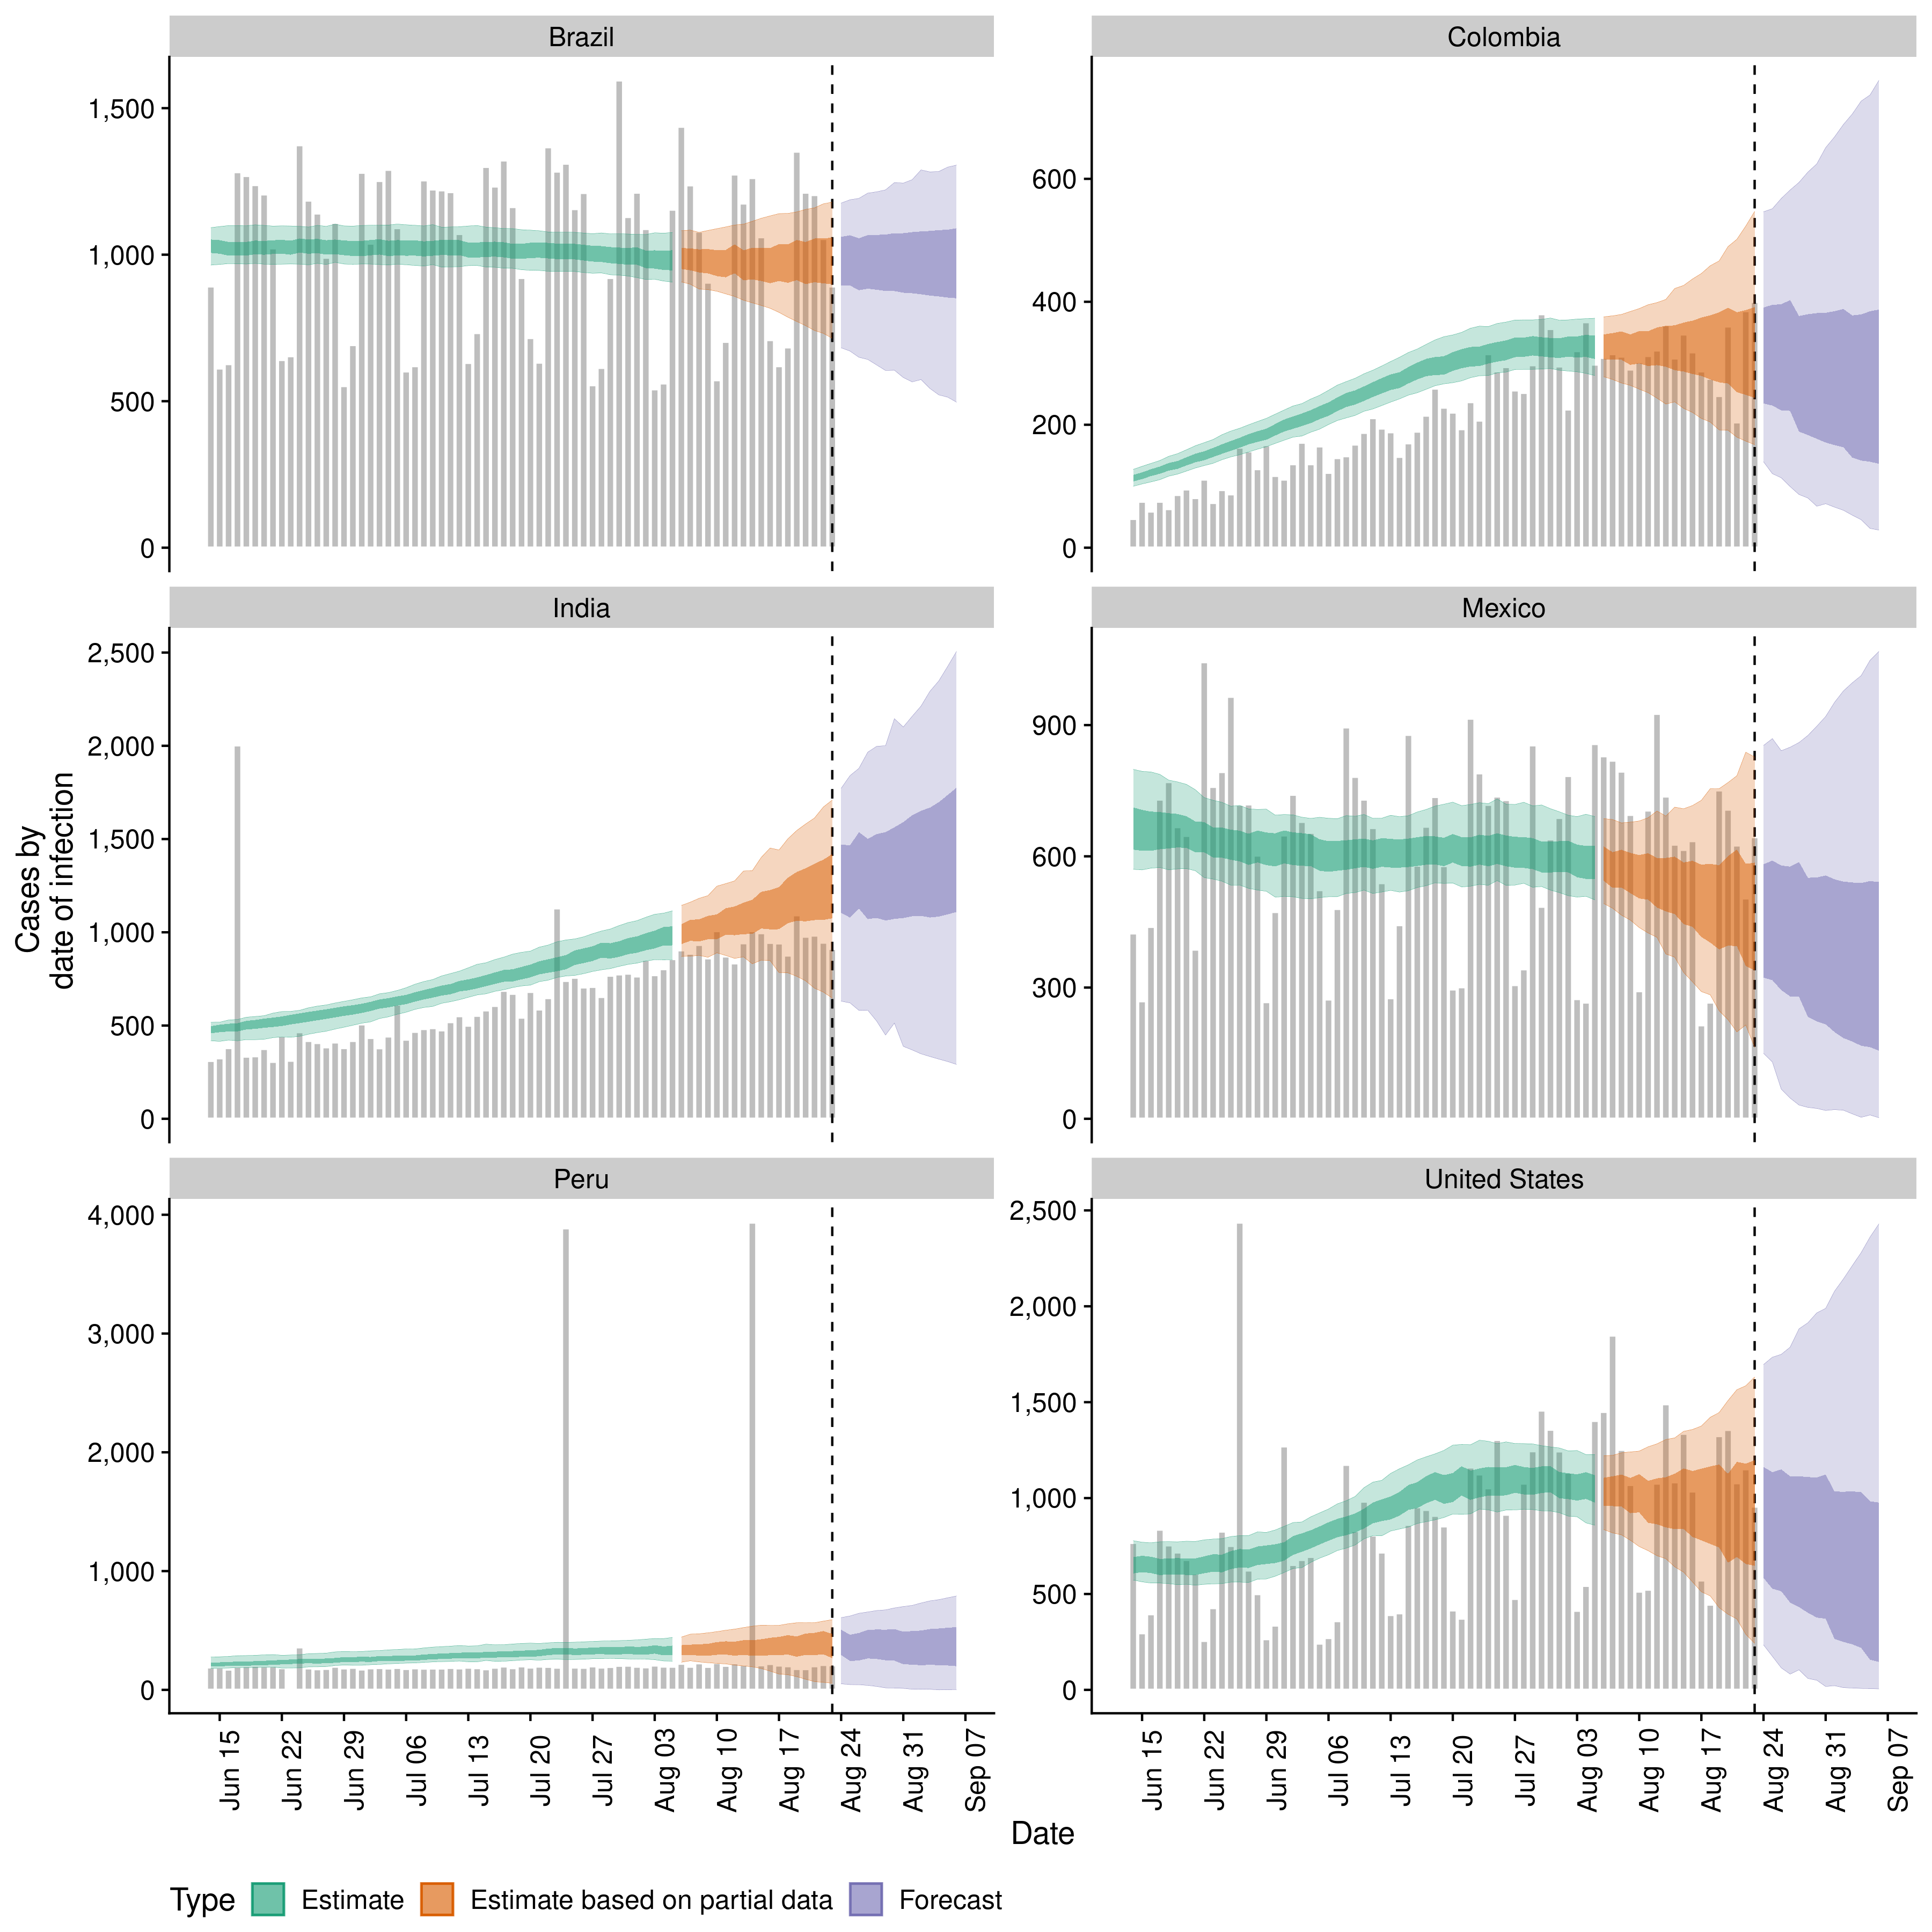 Brazil
Colombia
1,500
1,000
500
0
600
400
200
0
India
Mexico
2,500
2,000
1,500
1,000
500
0
900
600
300
0
Cases by
date of infection
Peru
United States
4,000
3,000
2,000
1,000
0
2,500
2,000
1,500
1,000
500
0
Jun 15
Jun 22
Jun 29
Jul 06
Jul 13
Jul 20
Jul 27
Aug 03
Aug 10
Aug 17
Aug 24
Aug 31
Sep 07
Jun 15
Jun 22
Jun 29
Jul 06
Jul 13
Jul 20
Jul 27
Aug 03
Aug 10
Aug 17
Aug 24
Aug 31
Sep 07
Date
Type Estimate Estimate based on partial data Forecast